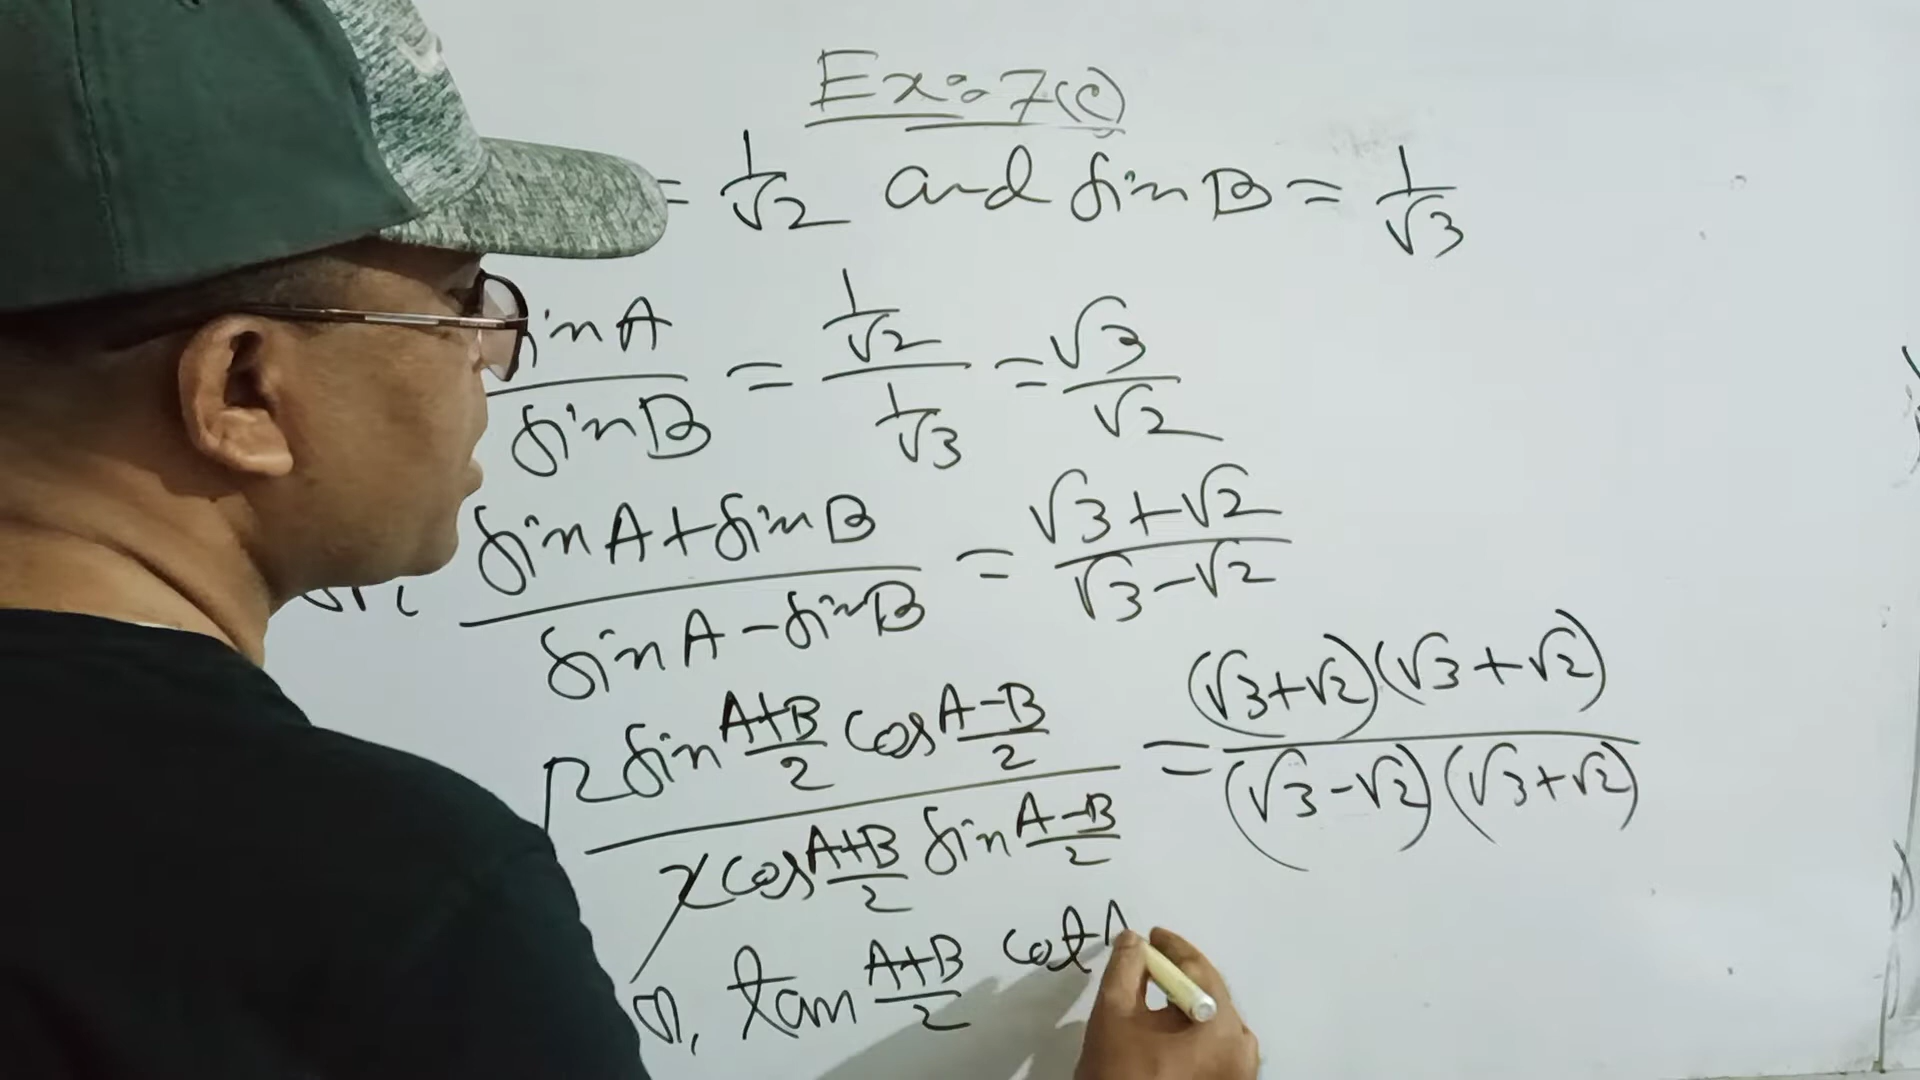 Ex: 7(c)
= 1/√2 and sin B = 1/√3
sin A / sin B = (1/√2) / (1/√3) = √3/√2
(sin A + sin B) / (sin A - sin B) = (√3 + √2) / (√3 - √2)
(2 sin (A+B)/2 cos (A-B)/2) / (2 cos (A+B)/2 sin (A-B)/2) = ((√3+√2)(√3+√2)) / ((√3-√2)(√3+√2))
tan (A+B)/2 cot